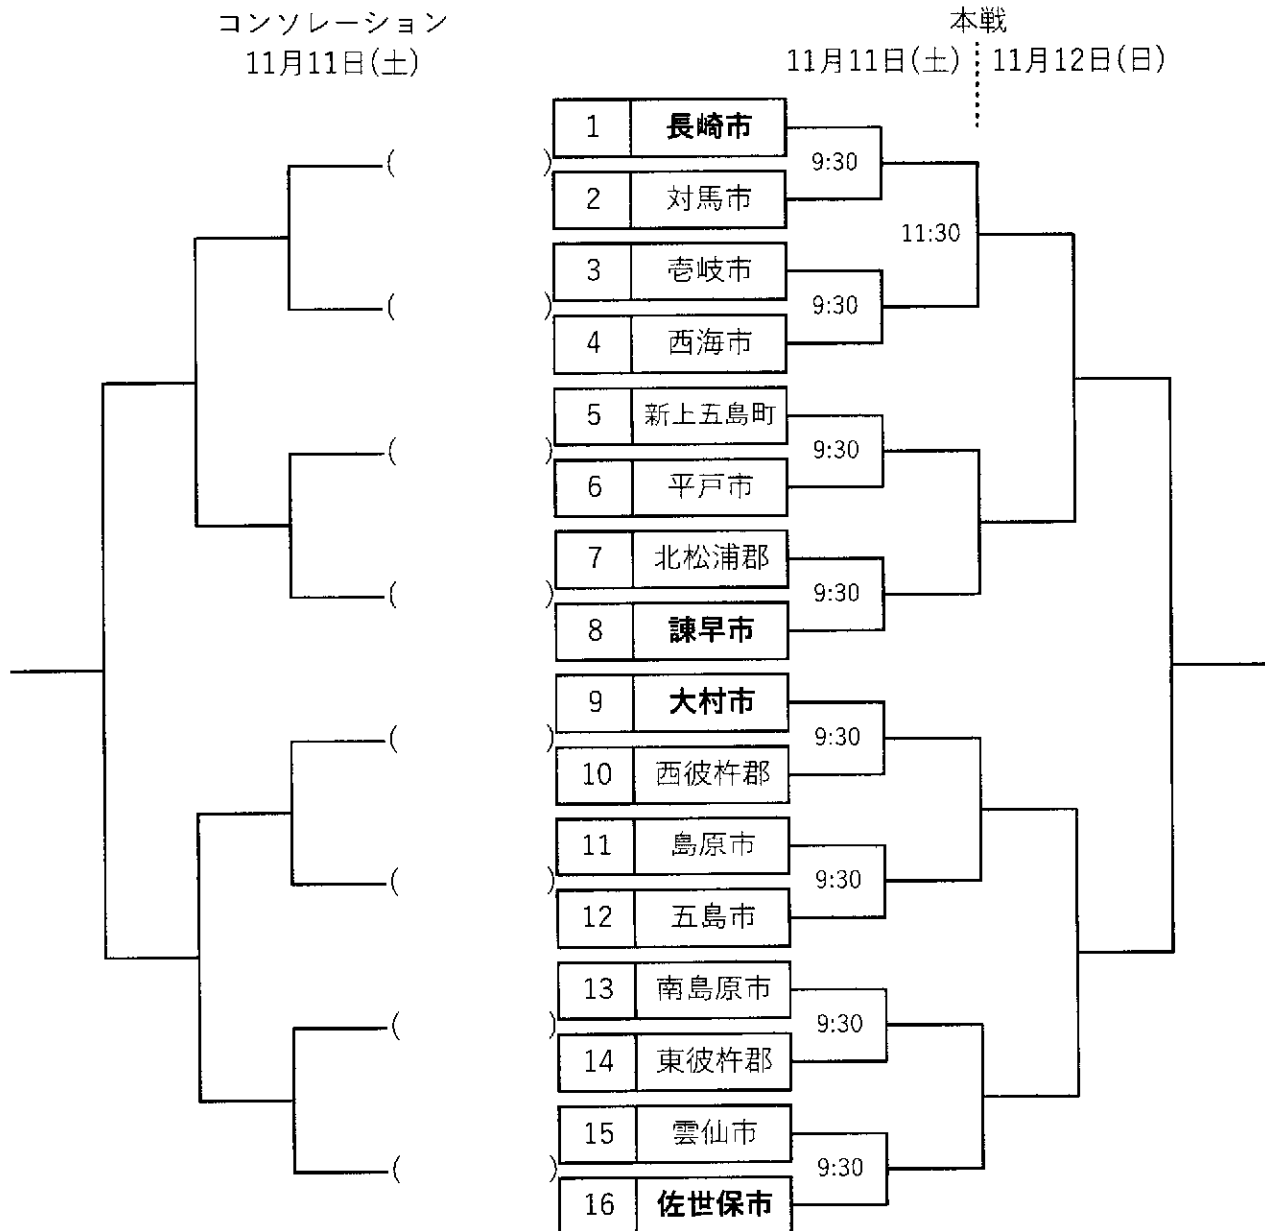 コンソレーション
11月11日(土)
本戦
11月11日(土) 11月12日(日)
1 長崎市
9:30
( )
2 対馬市
11:30
3 壱岐市
9:30
( )
4 西海市
5 新上五島町
9:30
( )
6 平戸市
7 北松浦郡
9:30
( )
8 諫早市
9 大村市
9:30
( )
10 西彼杵郡
11 島原市
9:30
( )
12 五島市
13 南島原市
9:30
( )
14 東彼杵郡
15 雲仙市
9:30
( )
16 佐世保市